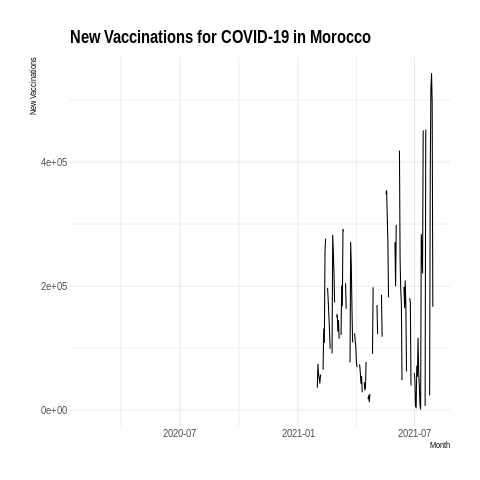 New Vaccinations for COVID-19 in Morocco
New Vaccinations
4e+05
2e+05
0e+00
2020-07
2021-01
2021-07
Month